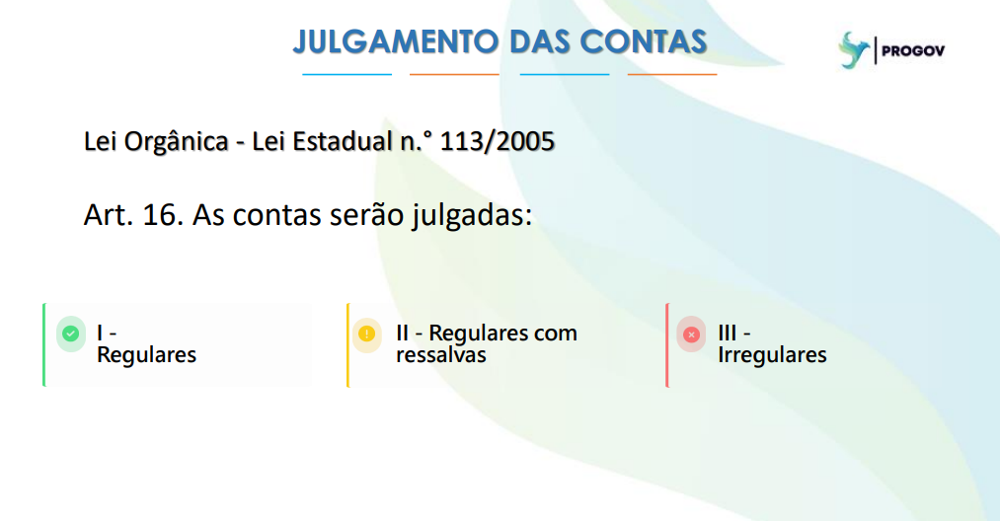 JULGAMENTO DAS CONTAS
PROGOV
Lei Orgânica - Lei Estadual n.° 113/2005
Art. 16. As contas serão julgadas:
I -
Regulares
II - Regulares com
ressalvas
III -
Irregulares